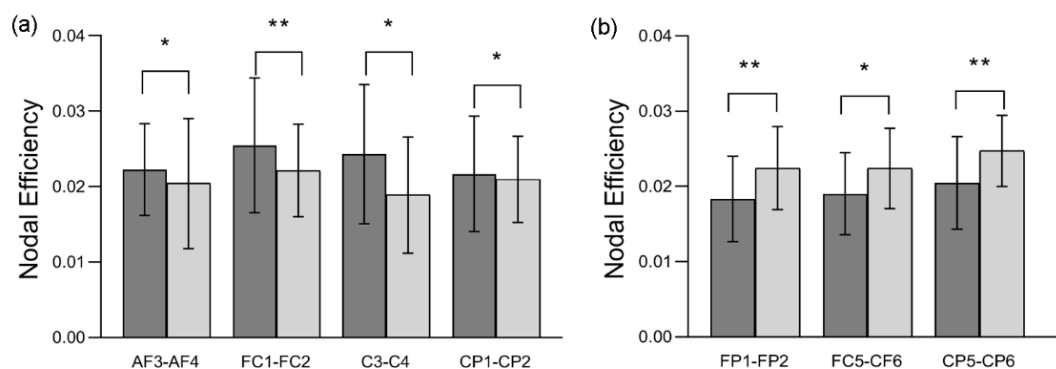 (a)
Nodal Efficiency
0.04
0.03
0.02
0.01
0.00
*
**
*
*
AF3-AF4 FC1-FC2 C3-C4 CP1-CP2
(b)
Nodal Efficiency
0.04
0.03
0.02
0.01
0.00
**
*
**
FP1-FP2 FC5-CF6 CP5-CP6